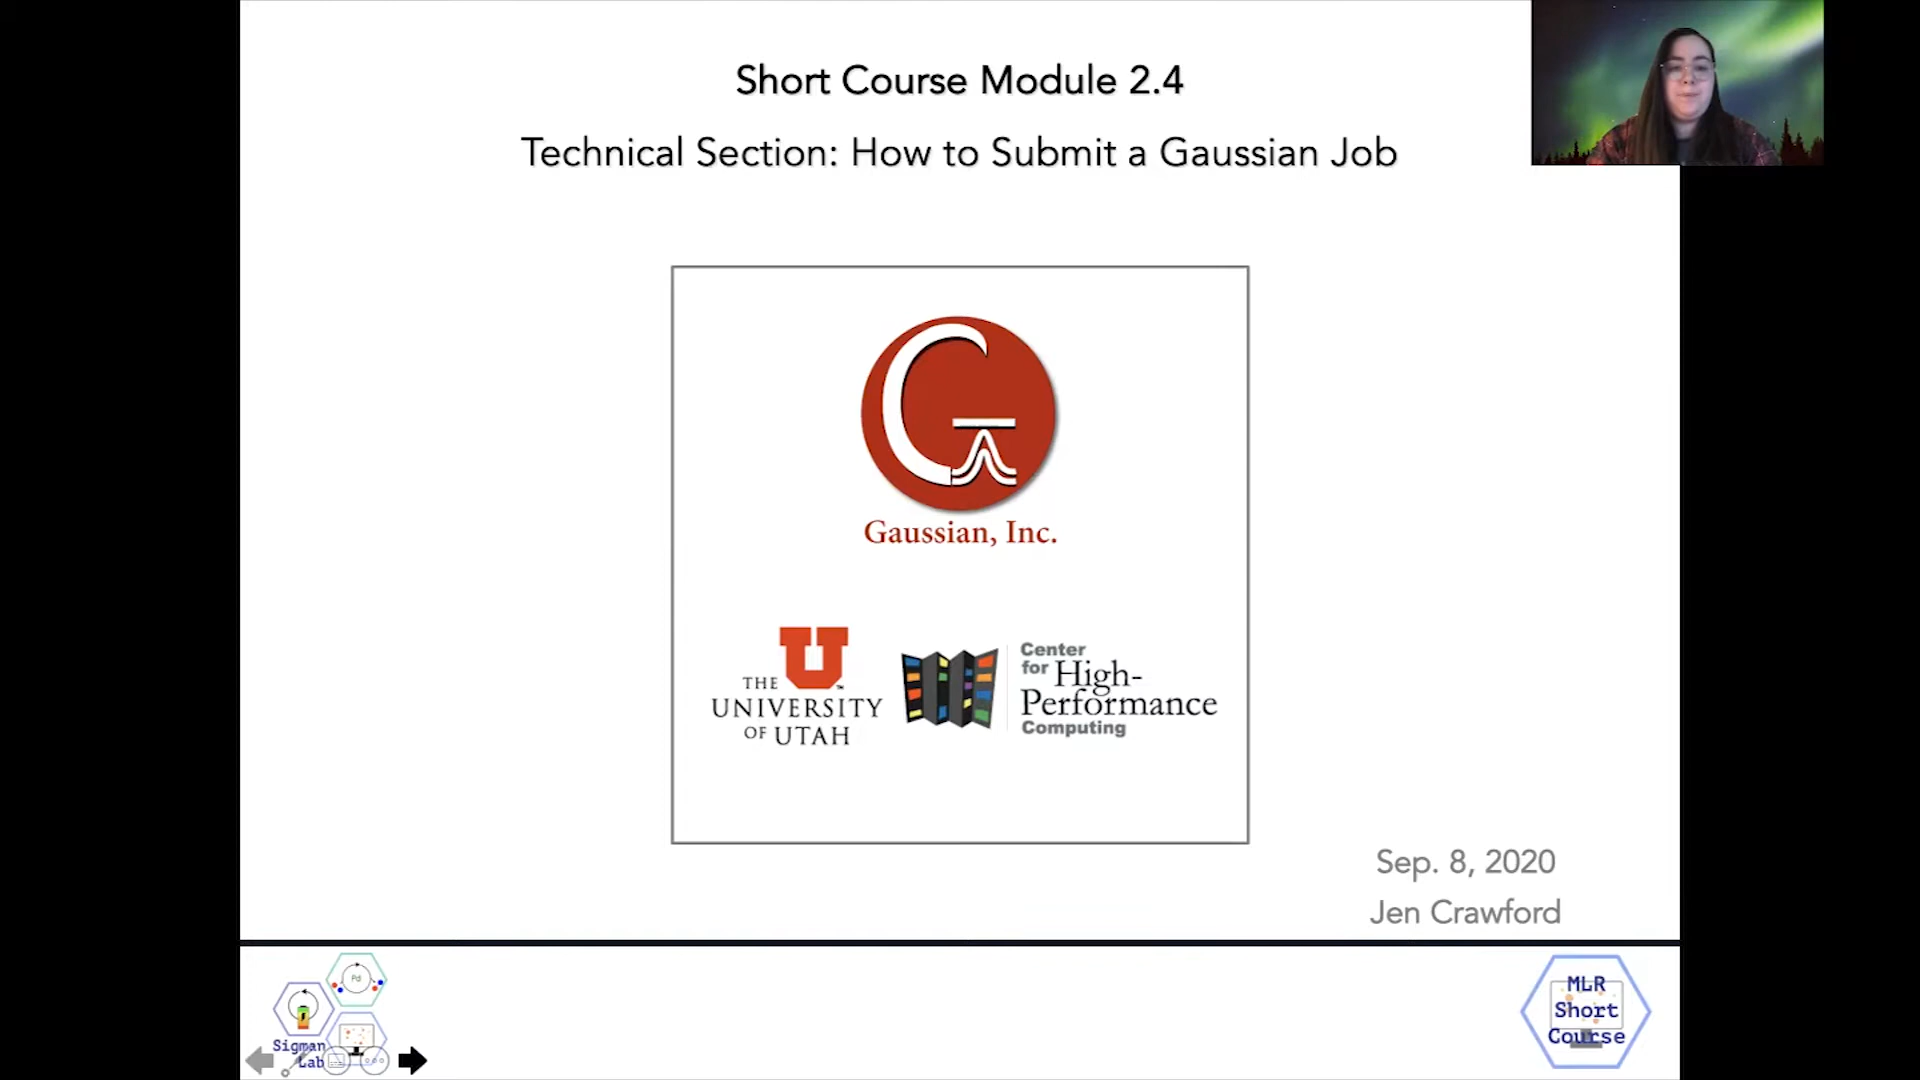 Short Course Module 2.4
Technical Section: How to Submit a Gaussian Job
Gaussian, Inc.
U
THE
UNIVERSITY
OF UTAH
Center
for High-
Performance
Computing
Sep. 8, 2020
Jen Crawford
Pd
Sigman
Lab
MLR
Short
Course